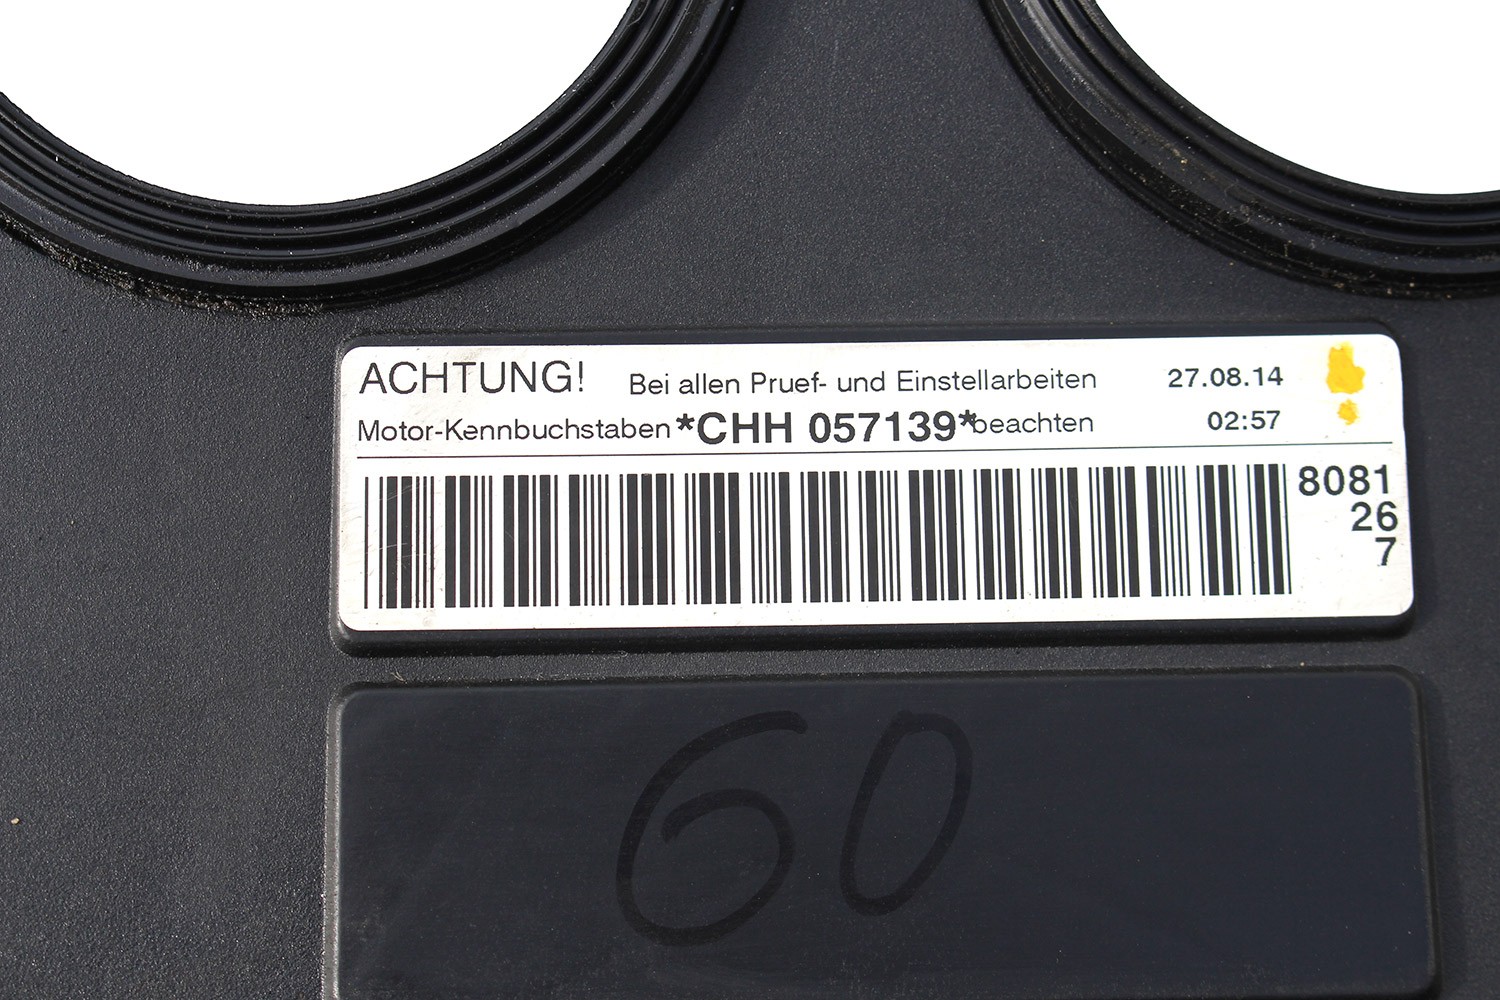 ACHTUNG! Bei allen Pruef- und Einstellarbeiten 27.08.14
Motor-Kennbuchstaben *CHH 057139* beachten 02:57
8081
26
7
60